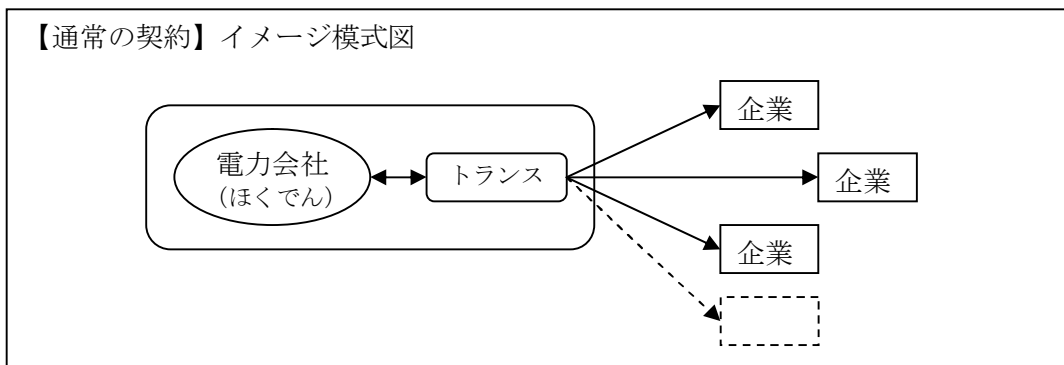 【通常の契約】イメージ模式図
企業
電力会社
（ほくでん）
トランス
企業
企業